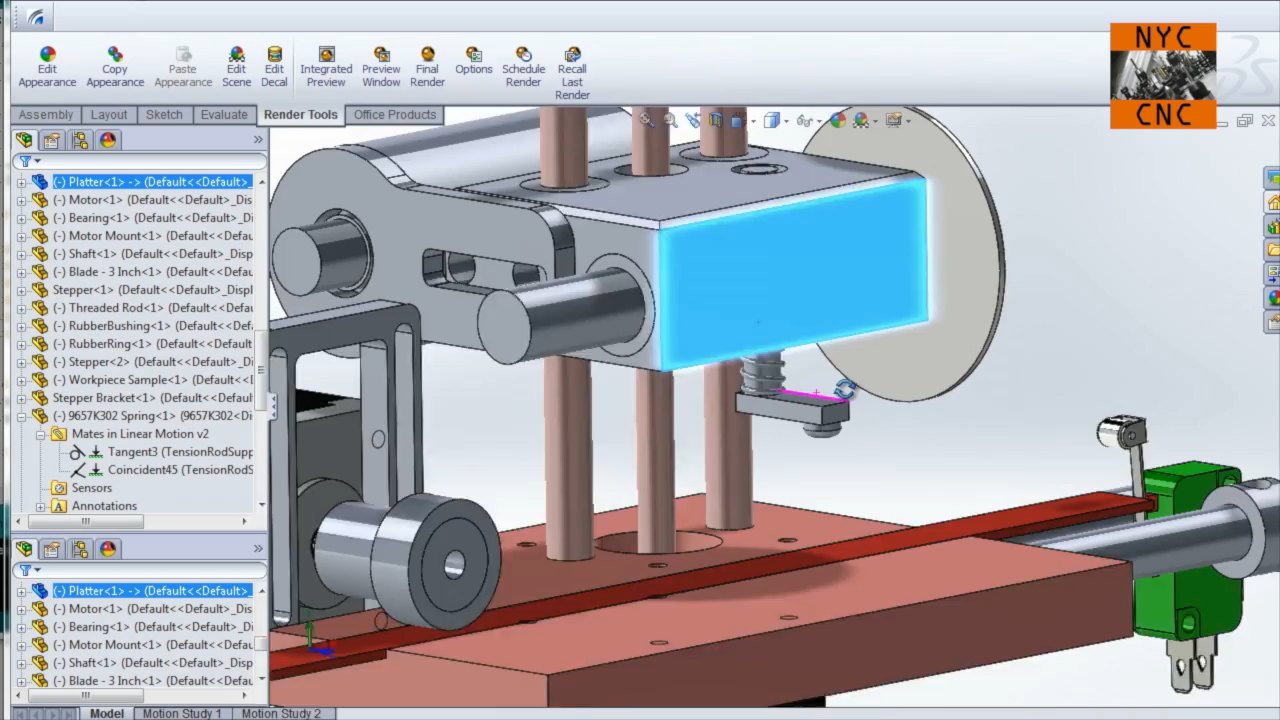 NYC
CNC
Edit Appearance
Copy Appearance
Paste Appearance
Edit Scene
Edit Decal
Integrated Preview
Preview Window
Final Render
Options
Schedule Render
Recall Last Render
Assembly
Layout
Sketch
Evaluate
Render Tools
Office Products
(-) Platter<1> -> (Default<<Default>_
(-) Motor<1> (Default<<Default>_Dis
(-) Bearing<1> (Default<<Default>_Di
(-) Motor Mount<1> (Default<<Defau
(-) Shaft<1> (Default<<Default>_Disp
(-) Blade - 3 Inch<1> (Default<<Defau
Stepper<1> (Default<<Default>_Displ
(-) Threaded Rod<1> (Default<<Defau
(-) RubberBushing<1> (Default<<Def
(-) RubberRing<1> (Default<<Default
(-) Stepper<2> (Default<<Default>_D
(-) Workpiece Sample<1> (Default<<D
Stepper Bracket<1> (Default<<Defaul
(-) 9657K302 Spring<1> (9657K302<Di
Mates in Linear Motion v2
Tangent3 (TensionRodSupp
Coincident45 (TensionRodS
Sensors
Annotations
(-) Platter<1> -> (Default<<Default>_
(-) Motor<1> (Default<<Default>_Dis
(-) Bearing<1> (Default<<Default>_Di
(-) Motor Mount<1> (Default<<Defau
(-) Shaft<1> (Default<<Default>_Disp
(-) Blade - 3 Inch<1> (Default<<Defau
Model
Motion Study 1
Motion Study 2